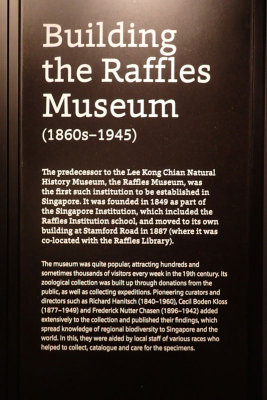 Building
the Raffles
Museum
(1860s–1945)
The predecessor to the Lee Kong Chian Natural
History Museum, the Raffles Museum, was
the first such institution to be established in
Singapore. It was founded in 1849 as part of
the Singapore Institution, which included the
Raffles Institution school, and moved to its own
building at Stamford Road in 1887 (where it was
co-located with the Raffles Library).
The museum was quite popular, attracting hundreds and
sometimes thousands of visitors every week in the 19th century. Its
zoological collection was built up through donations from the
public, as well as collecting expeditions. Pioneering curators and
directors such as Richard Hanitsch (1840–1960), Cecil Boden Kloss
(1877–1949) and Frederick Nutter Chasen (1896–1942) added
extensively to the collection and published their findings, which
spread knowledge of regional biodiversity to Singapore and the
world. In this, they were aided by local staff of various races who
helped to collect, catalogue and care for the specimens.